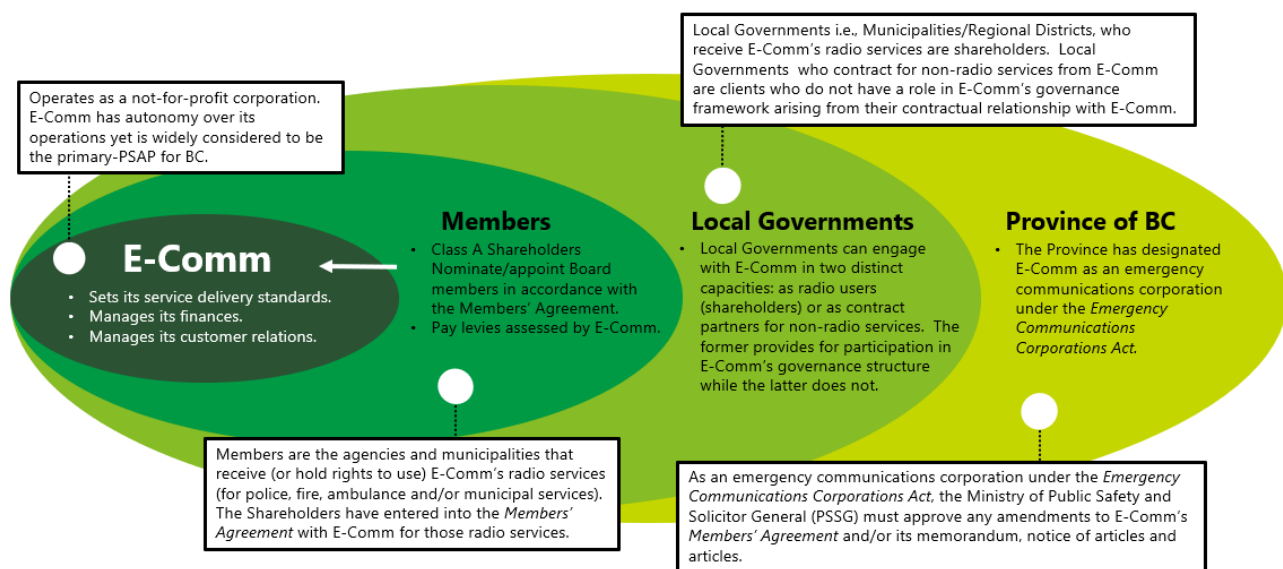 Operates as a not-for-profit corporation.
E-Comm has autonomy over its
operations yet is widely considered to be
the primary-PSAP for BC.
Local Governments i.e., Municipalities/Regional Districts, who
receive E-Comm's radio services are shareholders.  Local
Governments  who contract for non-radio services from E-Comm
are clients who do not have a role in E-Comm's governance
framework arising from their contractual relationship with E-Comm.
E-Comm
• Sets its service delivery standards.
• Manages its finances.
• Manages its customer relations.
Members
• Class A Shareholders
Nominate/appoint Board
members in accordance with
the Members' Agreement.
• Pay levies assessed by E-Comm.
Local Governments
• Local Governments can engage
with E-Comm in two distinct
capacities: as radio users
(shareholders) or as contract
partners for non-radio services.  The
former provides for participation in
E-Comm's governance structure
while the latter does not.
Province of BC
• The Province has designated
E-Comm as an emergency
communications corporation
under the Emergency
Communications
Corporations Act.
Members are the agencies and municipalities that
receive (or hold rights to use) E-Comm's radio services
(for police, fire, ambulance and/or municipal services).
The Shareholders have entered into the Members'
Agreement with E-Comm for those radio services.
As an emergency communications corporation under the Emergency
Communications Corporations Act, the Ministry of Public Safety and
Solicitor General (PSSG) must approve any amendments to E-Comm's
Members' Agreement and/or its memorandum, notice of articles and
articles.